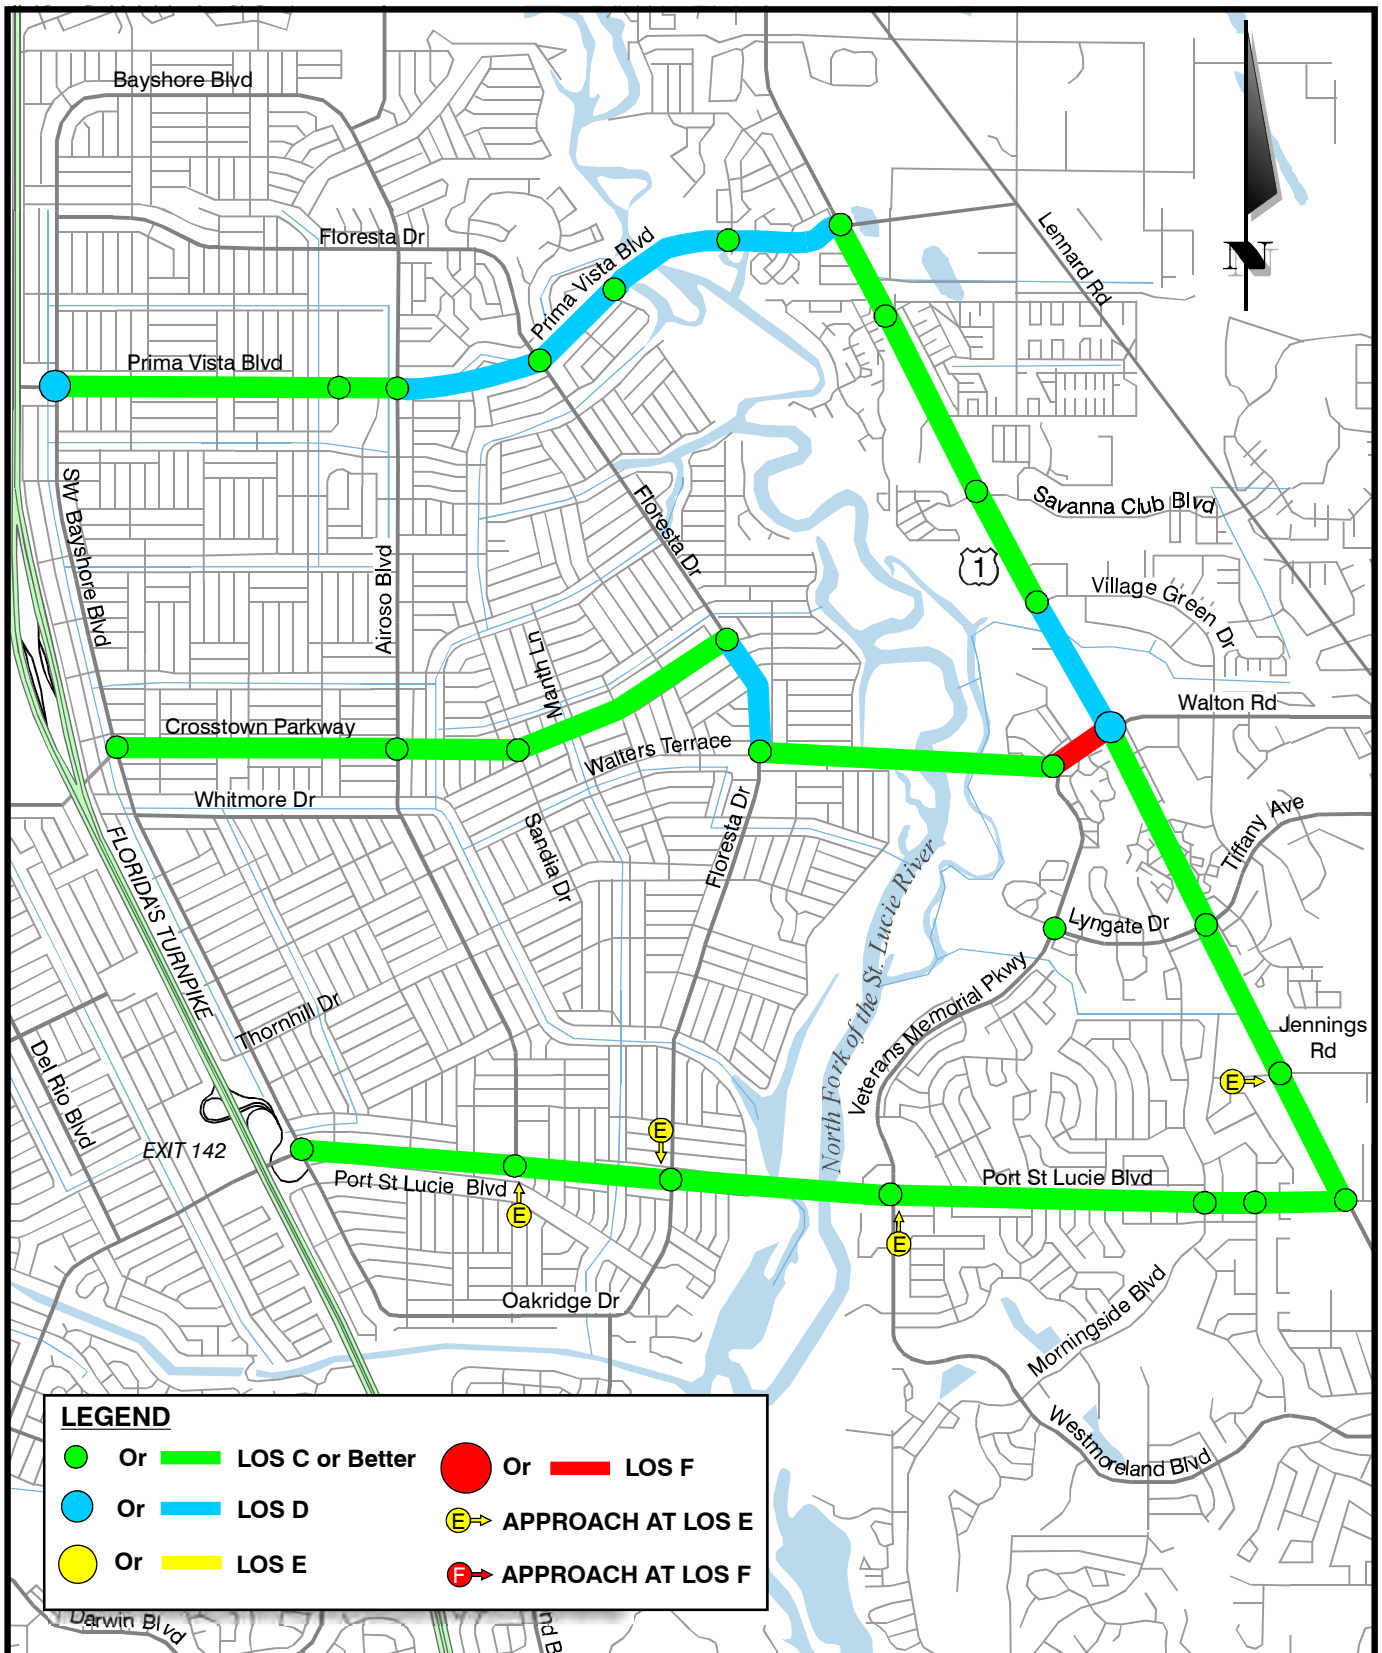 Bayshore Blvd
Floresta Dr
Prima Vista Blvd
Lennard Rd
N
Prima Vista Blvd
SW Bayshore Blvd
Airoso Blvd
Floresta Dr
Savanna Club Blvd
1
Village Green Dr
Manth Ln
Walton Rd
Crosstown Parkway
Walters Terrace
Whitmore Dr
Sandia Dr
Floresta Dr
Tiffany Ave
FLORIDA'S TURNPIKE
North Fork of the St. Lucie River
Lyngate Dr
Veterans Memorial Pkwy
Thornhill Dr
Jennings
Rd
Del Rio Blvd
E
E
EXIT 142
Port St Lucie Blvd
Port St Lucie Blvd
E
E
Oakridge Dr
Morningside Blvd
Westmoreland Blvd
LEGEND
Or LOS C or Better
Or LOS D
Or LOS E
Or LOS F
E APPROACH AT LOS E
F APPROACH AT LOS F
Darwin Blvd
nd B